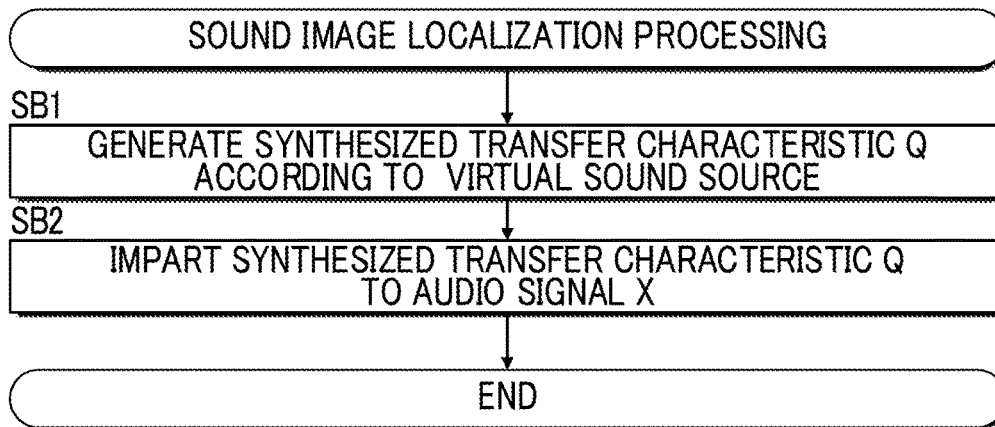 SOUND IMAGE LOCALIZATION PROCESSING
SB1
GENERATE SYNTHESIZED TRANSFER CHARACTERISTIC Q
ACCORDING TO VIRTUAL SOUND SOURCE
SB2
IMPART SYNTHESIZED TRANSFER CHARACTERISTIC Q
TO AUDIO SIGNAL X
END